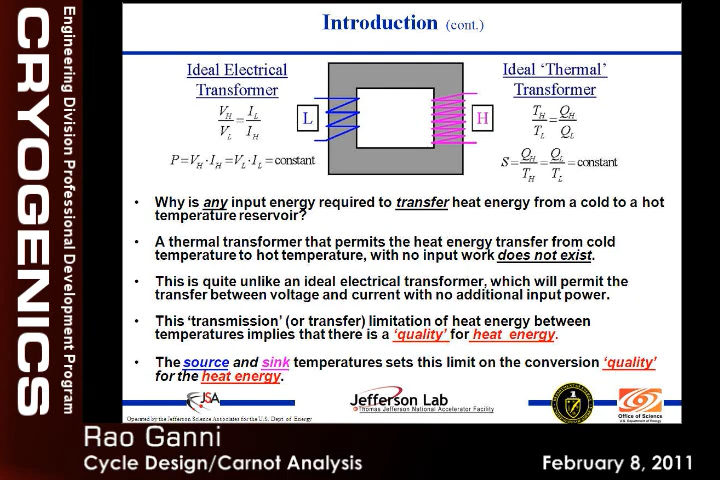 CRYOGENICS
Engineering Division Professional Development Program
Introduction (cont.)
Ideal Electrical
Transformer
V_H / V_L = I_L / I_H
P = V_H · I_H = V_L · I_L = constant
L
H
Ideal ‘Thermal’
Transformer
T_H / T_L = Q_H / Q_L
S = Q_H / T_H = Q_L / T_L = constant
• Why is any input energy required to transfer heat energy from a cold to a hot
temperature reservoir?
• A thermal transformer that permits the heat energy transfer from cold
temperature to hot temperature, with no input work does not exist.
• This is quite unlike an ideal electrical transformer, which will permit the
transfer between voltage and current with no additional input power.
• This ‘transmission’ (or transfer) limitation of heat energy between
temperatures implies that there is a ‘quality’ for heat energy.
• The source and sink temperatures sets this limit on the conversion ‘quality’
for the heat energy.
JSA
Jefferson Lab
Thomas Jefferson National Accelerator Facility
Office of Science
U.S. Department of Energy
Operated by the Jefferson Science Associates for the U.S. Dept. of Energy
Rao Ganni
Cycle Design/Carnot Analysis
February 8, 2011